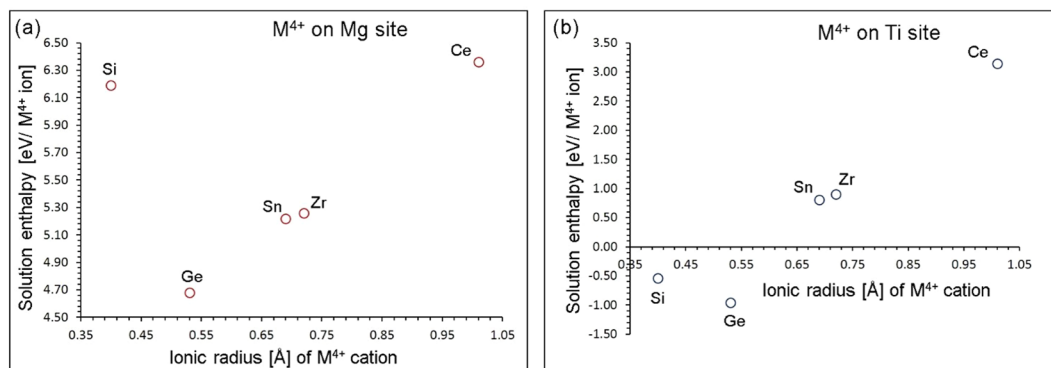 (a)
M⁴⁺ on Mg site
Solution enthalpy [eV/ M⁴⁺ ion]
6.50
6.30
6.10
5.90
5.70
5.50
5.30
5.10
4.90
4.70
4.50
Si
Ce
Sn
Zr
Ge
0.35 0.45 0.55 0.65 0.75 0.85 0.95 1.05
Ionic radius [Å] of M⁴⁺ cation
(b)
M⁴⁺ on Ti site
Solution enthalpy [eV/ M⁴⁺ ion]
3.50
3.00
2.50
2.00
1.50
1.00
0.50
0.00
-0.50
-1.00
-1.50
Ce
Sn
Zr
0.35 0.45 0.55 0.65 0.75 0.85 0.95 1.05
Si
Ge
Ionic radius [Å] of M⁴⁺ cation